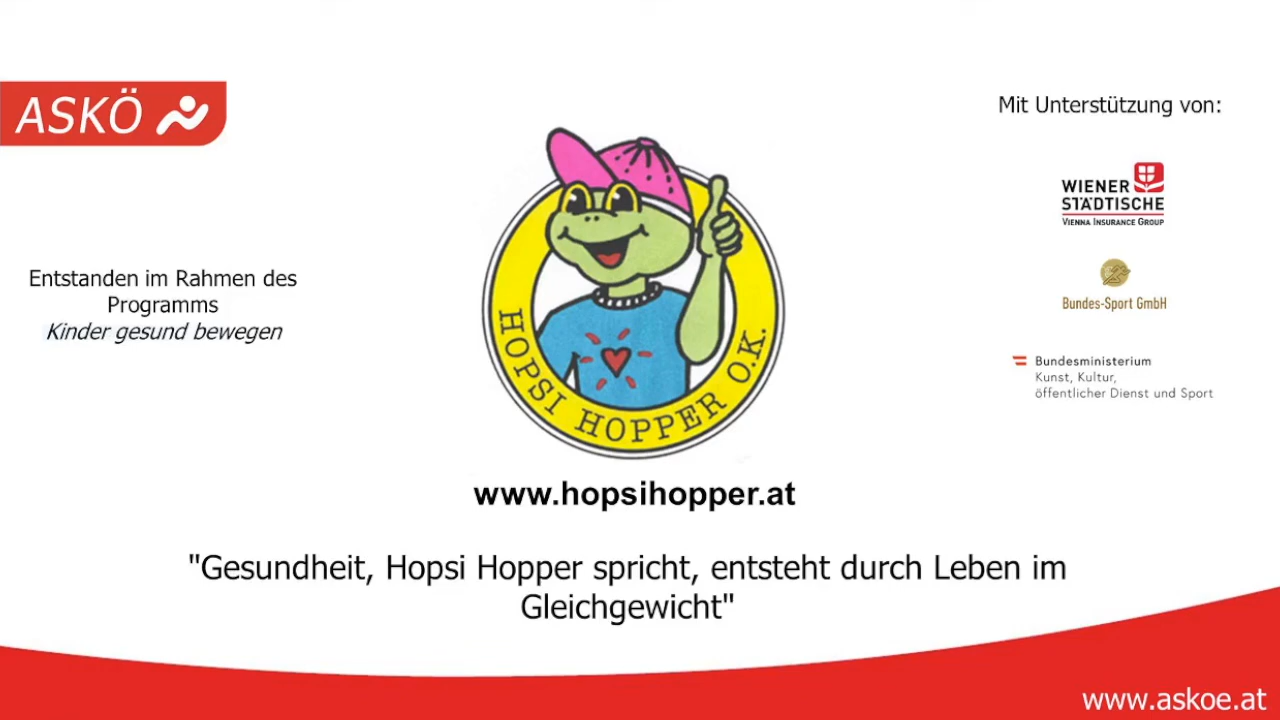 ASKÖ
Mit Unterstützung von:
WIENER
STÄDTISCHE
VIENNA INSURANCE GROUP
Bundes-Sport GmbH
Bundesministerium
Kunst, Kultur,
öffentlicher Dienst und Sport
Entstanden im Rahmen des
Programms
Kinder gesund bewegen
HOPSI HOPPER O.K.
www.hopsihopper.at
"Gesundheit, Hopsi Hopper spricht, entsteht durch Leben im
Gleichgewicht"
www.askoe.at